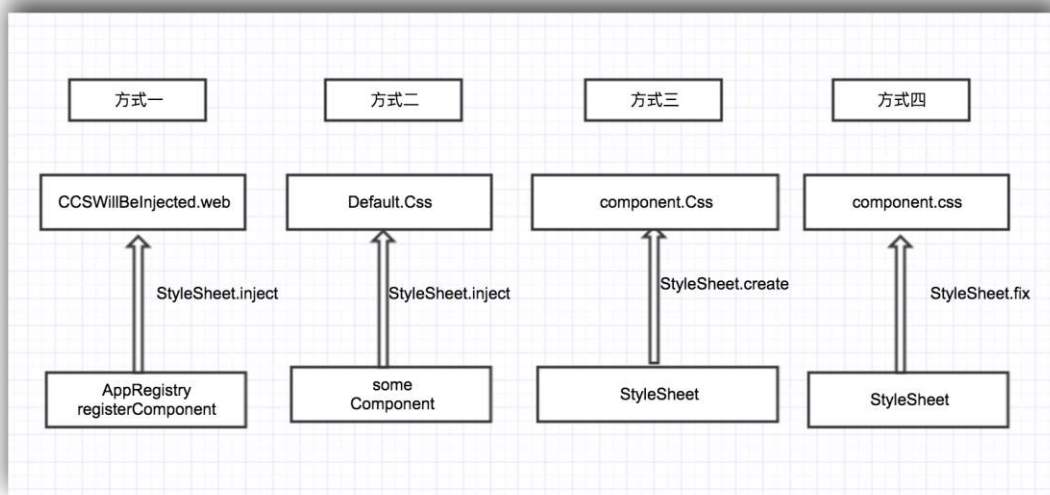 方式一
方式二
方式三
方式四
CCSWillBeInjected.web
Default.Css
component.Css
component.css
StyleSheet.inject
StyleSheet.inject
StyleSheet.create
StyleSheet.fix
AppRegistry
registerComponent
some
Component
StyleSheet
StyleSheet